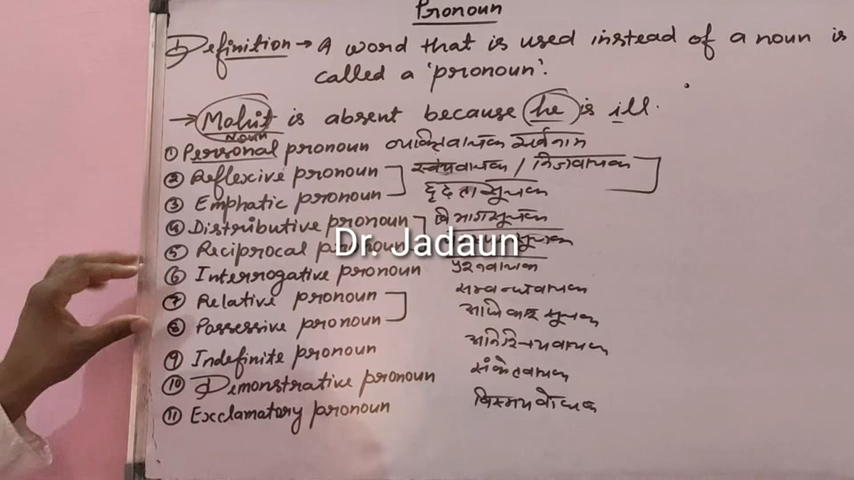 Pronoun
Definition → A word that is used instead of a noun is
called a 'pronoun'.
→ Mohit is absent because he is ill.
Noun
① Personal pronoun व्यक्तिवाचक सर्वनाम
② Reflexive pronoun स्वरूपवाचक / निजवाचक
③ Emphatic pronoun दृढ़तासूचक
④ Distributive pronoun विभागसूचक
⑤ Reciprocal pronoun
Dr. Jadaun
⑥ Interrogative pronoun प्रश्नवाचक
⑦ Relative pronoun सम्बन्धवाचक
⑧ Possessive pronoun अधिकार सूचक
⑨ Indefinite pronoun अनिश्चयवाचक
⑩ Demonstrative pronoun संकेतवाचक
⑪ Exclamatory pronoun विस्मयबोधक